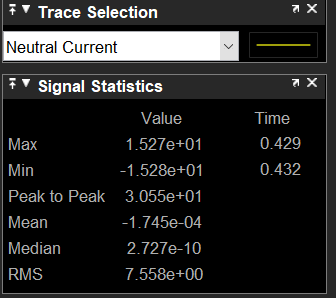 Trace Selection
Neutral Current
Signal Statistics
Value Time
Max 1.527e+01 0.429
Min -1.528e+01 0.432
Peak to Peak 3.055e+01
Mean -1.745e-04
Median 2.727e-10
RMS 7.558e+00